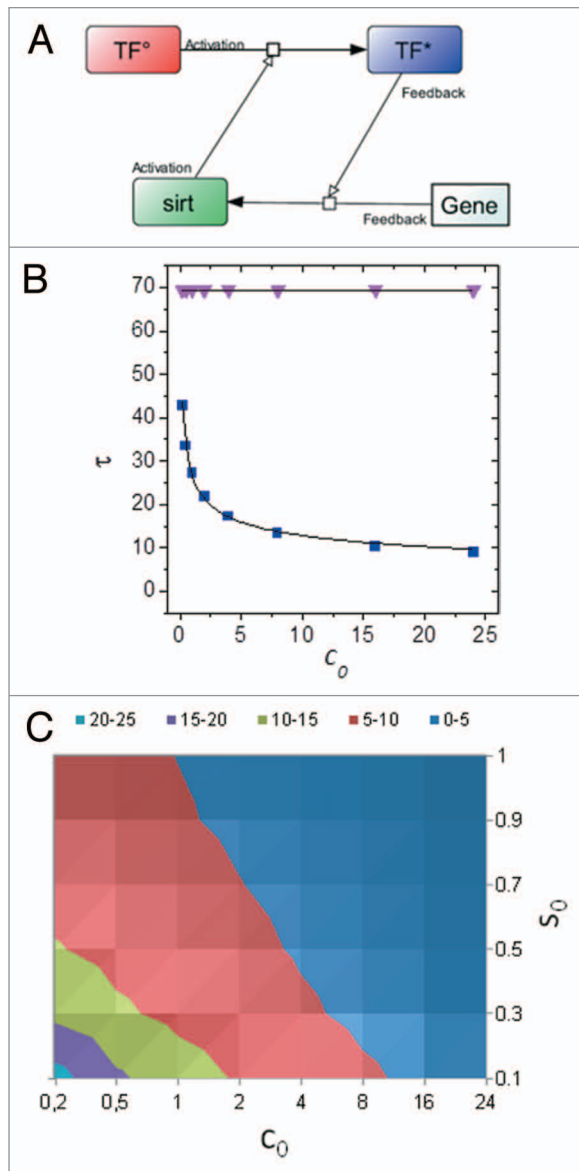 A
TF° Activation TF*
Feedback
Activation
sirt Feedback Gene
B
70
60
50
40
30
20
10
0
τ
0 5 10 15 20 25
c₀
C
20-25 15-20 10-15 5-10 0-5
1
0.9
0.7
0.5
0.3
0.1
s₀
0,2 0,5 1 2 4 8 16 24
c₀